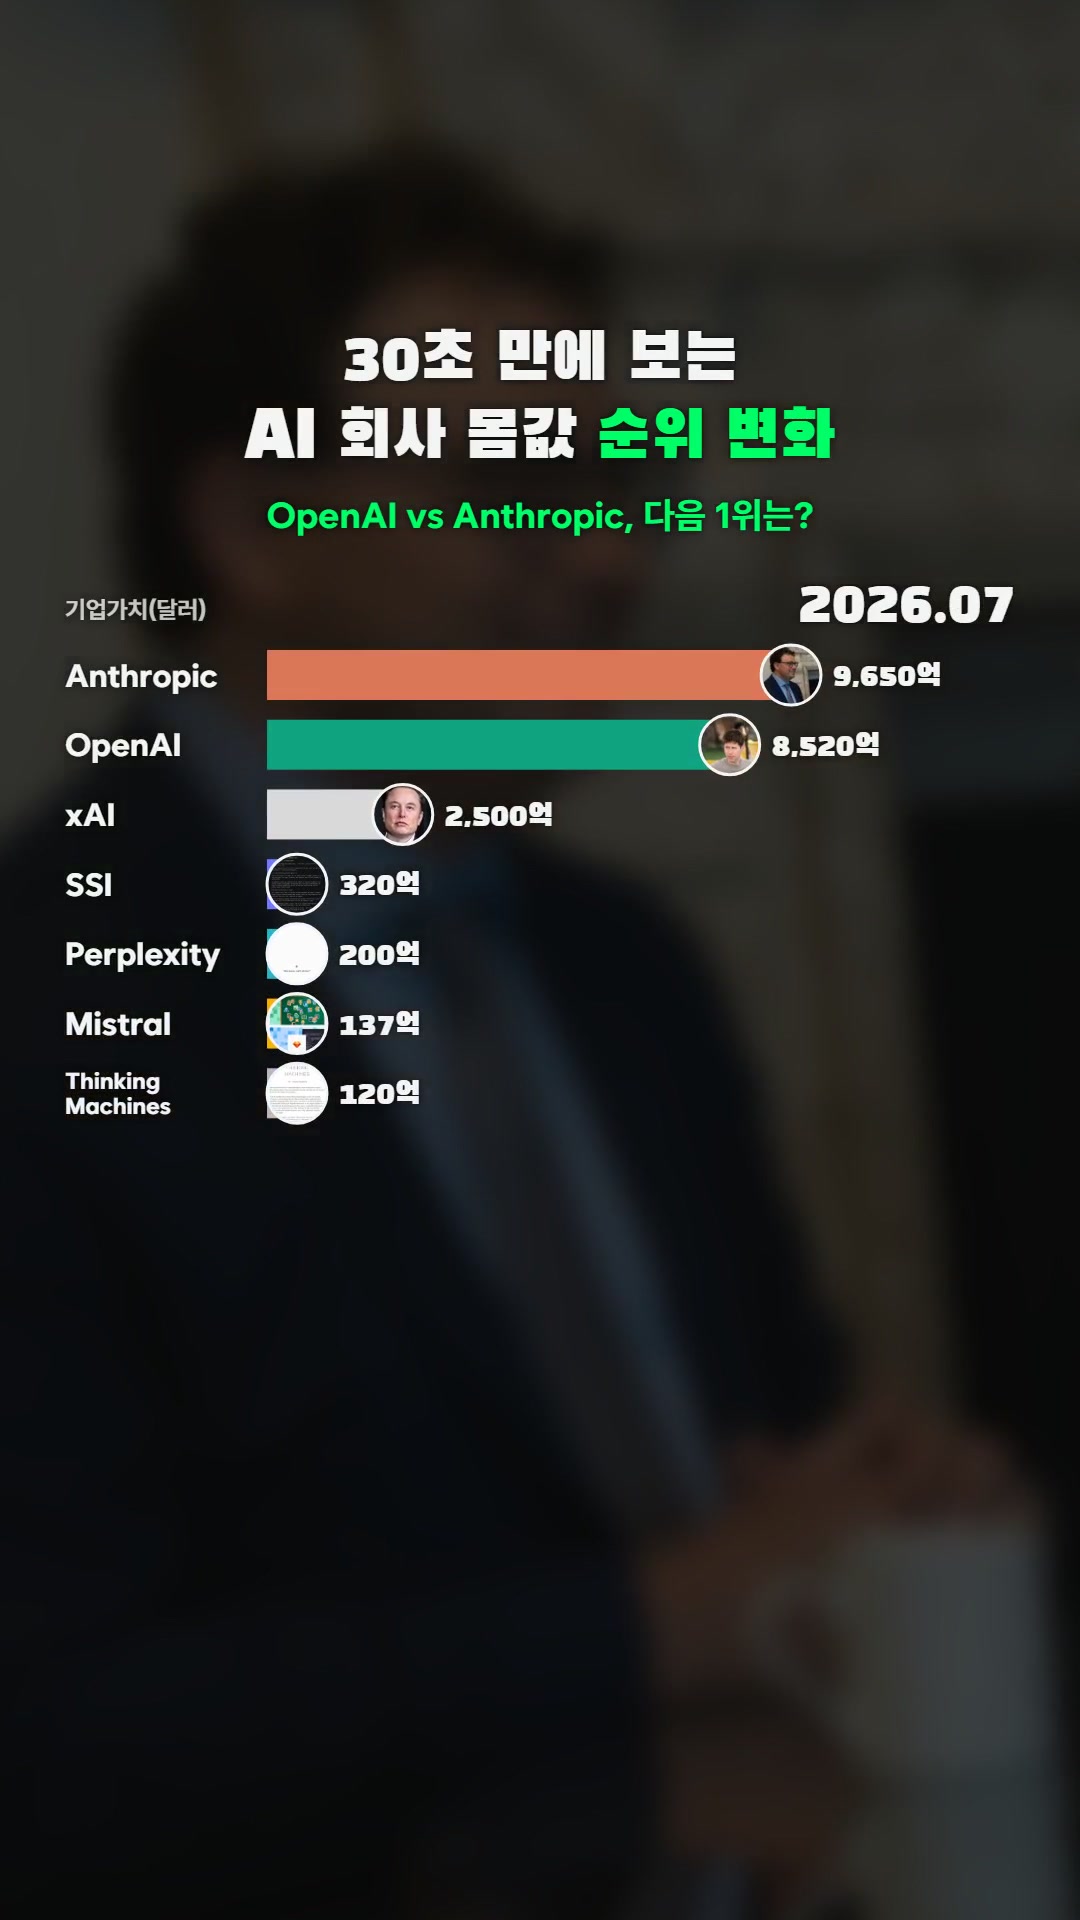 30초 만에 보는
AI 회사 몸값 순위 변화
OpenAI vs Anthropic, 다음 1위는?
기업가치(달러)
2026.07
Anthropic 9,650억
OpenAI 8,520억
xAI 2,500억
SSI 320억
Perplexity 200억
Mistral 137억
Thinking
Machines 120억